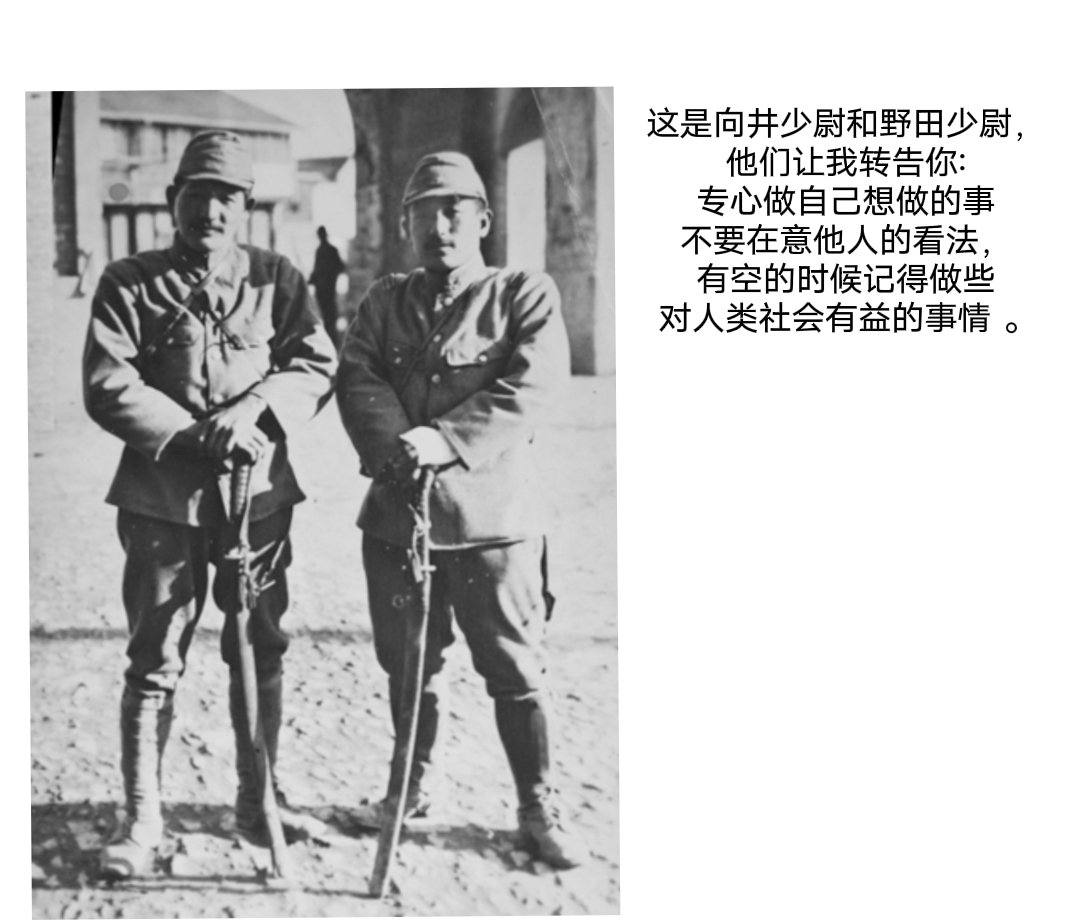 这是向井少尉和野田少尉，
他们让我转告你：
专心做自己想做的事
不要在意他人的看法，
有空的时候记得做些
对人类社会有益的事情 。